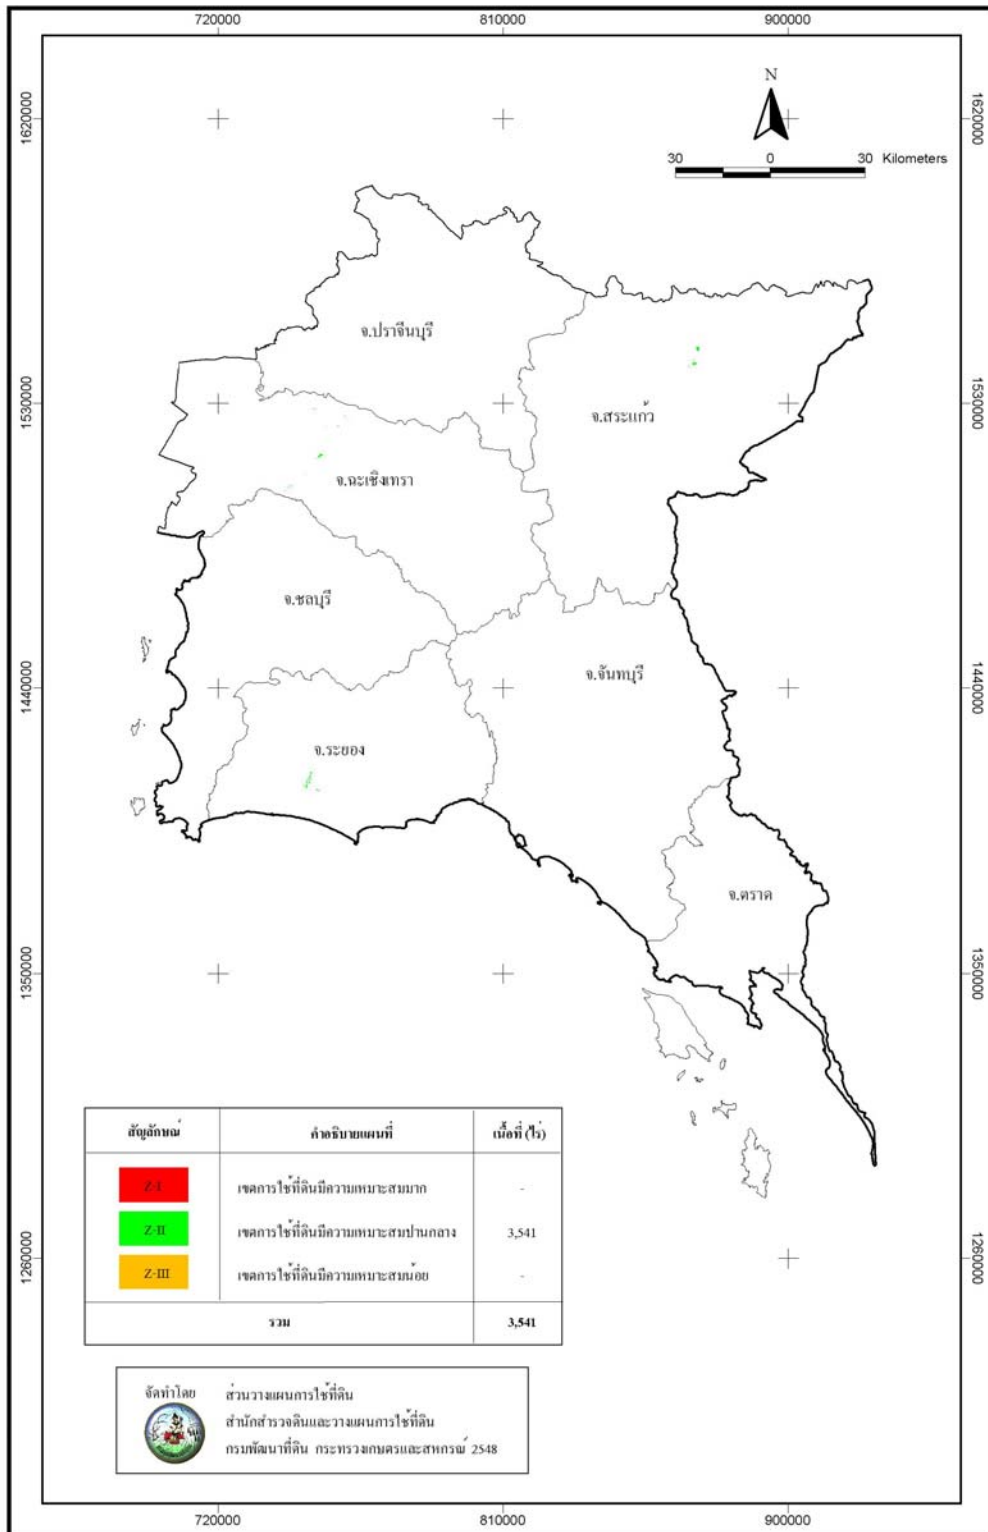 720000 810000 900000
N
1620000 1620000
30 0 30 Kilometers
จ.ปราจีนบุรี
1530000 1530000
จ.สระแก้ว
จ.ฉะเชิงเทรา
จ.ชลบุรี
จ.จันทบุรี
1440000 1440000
จ.ระยอง
จ.ตราด
1350000 1350000
สัญลักษณ์ คำอธิบายแผนที่ เนื้อที่ (ไร่)
Z-I เขตการใช้ที่ดินมีความเหมาะสมมาก -
Z-II เขตการใช้ที่ดินมีความเหมาะสมปานกลาง 3,541
1260000 1260000
Z-III เขตการใช้ที่ดินมีความเหมาะสมน้อย -
รวม 3,541
จัดทำโดย ส่วนวางแผนการใช้ที่ดิน
สำนักสำรวจดินและวางแผนการใช้ที่ดิน
กรมพัฒนาที่ดิน กระทรวงเกษตรและสหกรณ์ 2548
720000 810000 900000